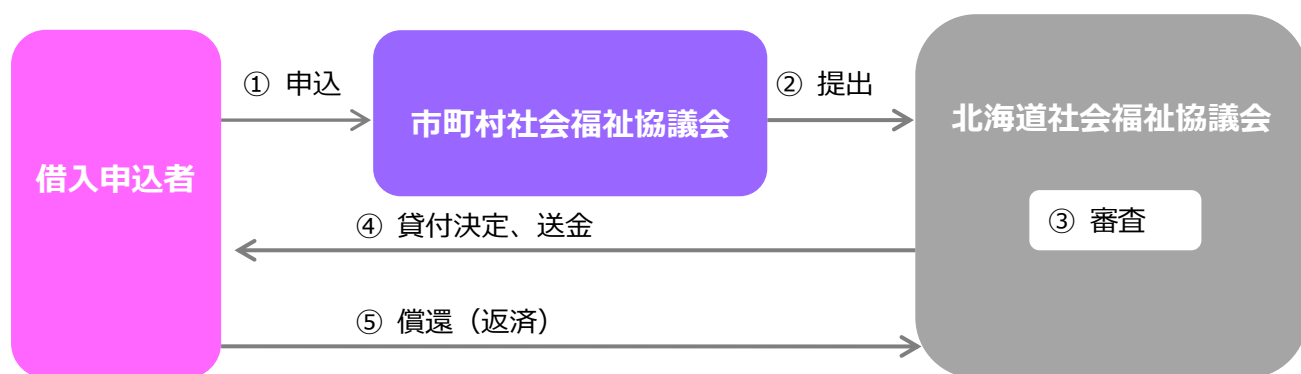 ① 申込
② 提出
市町村社会福祉協議会
北海道社会福祉協議会
借入申込者
③ 審査
④ 貸付決定、送金
⑤ 償還（返済）